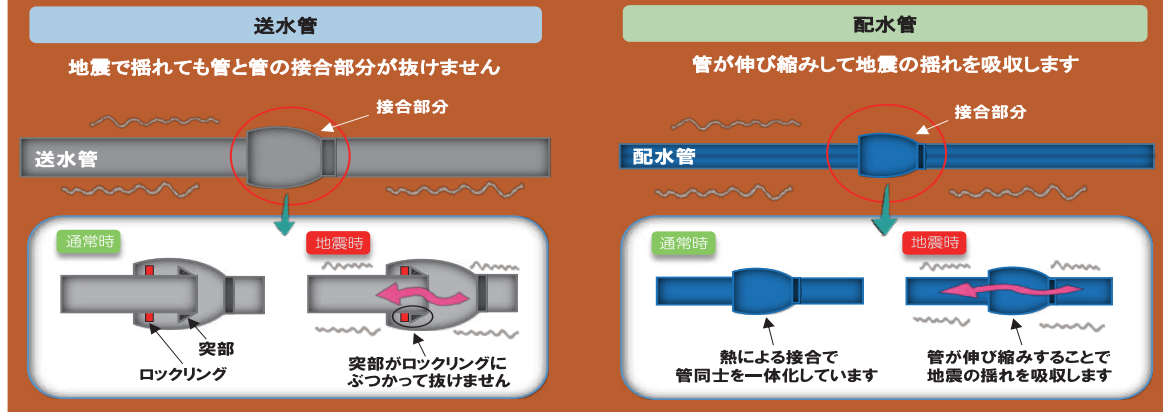 送水管
地震で揺れても管と管の接合部分が抜けません
接合部分
送水管
通常時
地震時
突部
ロックリング
突部がロックリングに
ぶつかって抜けません
配水管
管が伸び縮みして地震の揺れを吸収します
接合部分
配水管
通常時
地震時
熱による接合で
管同士を一体化しています
管が伸び縮みすることで
地震の揺れを吸収します